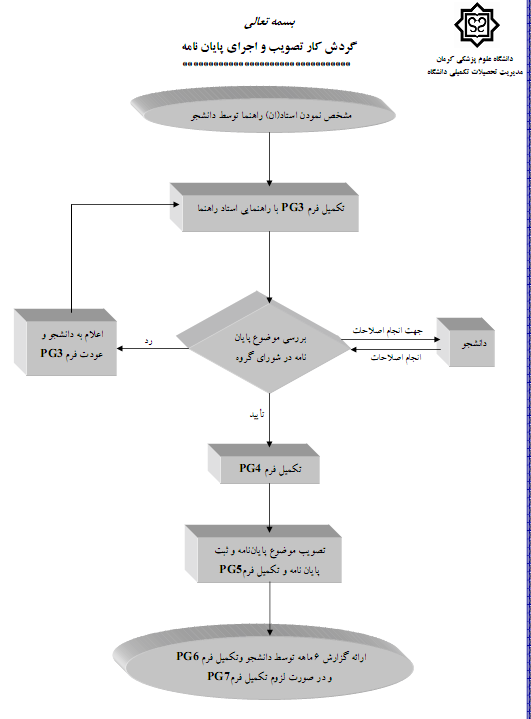 بسمه تعالی
گردش کار تصویب و اجرای پایان نامه
دانشگاه علوم پزشکی کرمان
مدیریت تحصیلات تکمیلی دانشگاه
مشخص نمودن استاد(ان) راهنما توسط دانشجو
تکمیل فرم PG3 با راهنمایی استاد راهنما
بررسی موضوع پایان
نامه در شورای گروه
جهت انجام اصلاحات
انجام اصلاحات
دانشجو
رد
اعلام به دانشجو و
عودت فرم PG3
تأیید
تکمیل فرم PG4
تصویب موضوع پایان‌نامه و ثبت
پایان نامه و تکمیل فرم PG5
ارائه گزارش ۶ ماهه توسط دانشجو وتکمیل فرم PG6
و در صورت لزوم تکمیل فرم PG7